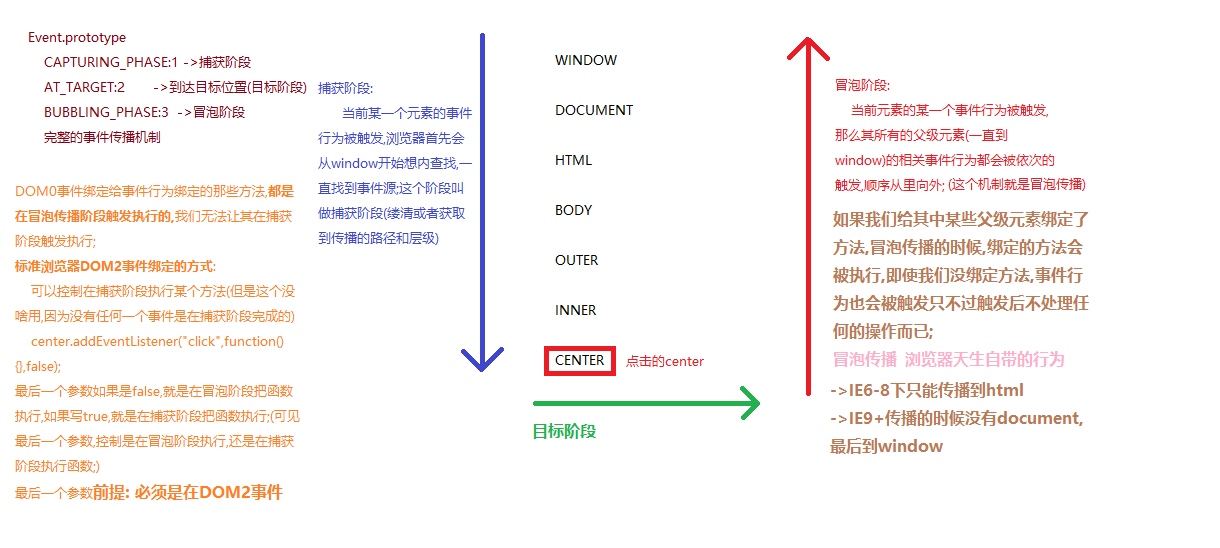 Event.prototype
CAPTURING_PHASE:1 ->捕获阶段
AT_TARGET:2 ->到达目标位置(目标阶段)
BUBBLING_PHASE:3 ->冒泡阶段
完整的事件传播机制
DOM0事件绑定给事件行为绑定的那些方法,都是
在冒泡传播阶段触发执行的,我们无法让其在捕获
阶段触发执行;
标准浏览器DOM2事件绑定的方式:
可以控制在捕获阶段执行某个方法(但是这个没
啥用,因为没有任何一个事件是在捕获阶段完成的)
center.addEventListener("click",function()
{},false);
最后一个参数如果是false,就是在冒泡阶段把函数
执行,如果写true,就是在捕获阶段把函数执行;(可见
最后一个参数,控制是在冒泡阶段执行,还是在捕获
阶段执行函数;)
最后一个参数前提: 必须是在DOM2事件
捕获阶段:
当前某一个元素的事件
行为被触发,浏览器首先会
从window开始想内查找,一
直找到事件源;这个阶段叫
做捕获阶段(缕清或者获取
到传播的路径和层级)
WINDOW
DOCUMENT
HTML
BODY
OUTER
INNER
CENTER 点击的center
目标阶段
冒泡阶段:
当前元素的某一个事件行为被触发,
那么其所有的父级元素(一直到
window)的相关事件行为都会被依次的
触发,顺序从里向外; (这个机制就是冒泡传播)
如果我们给其中某些父级元素绑定了
方法,冒泡传播的时候,绑定的方法会
被执行,即使我们没绑定方法,事件行
为也会被触发只不过触发后不处理任
何的操作而已;
冒泡传播 浏览器天生自带的行为
->IE6-8下只能传播到html
->IE9+传播的时候没有document,
最后到window